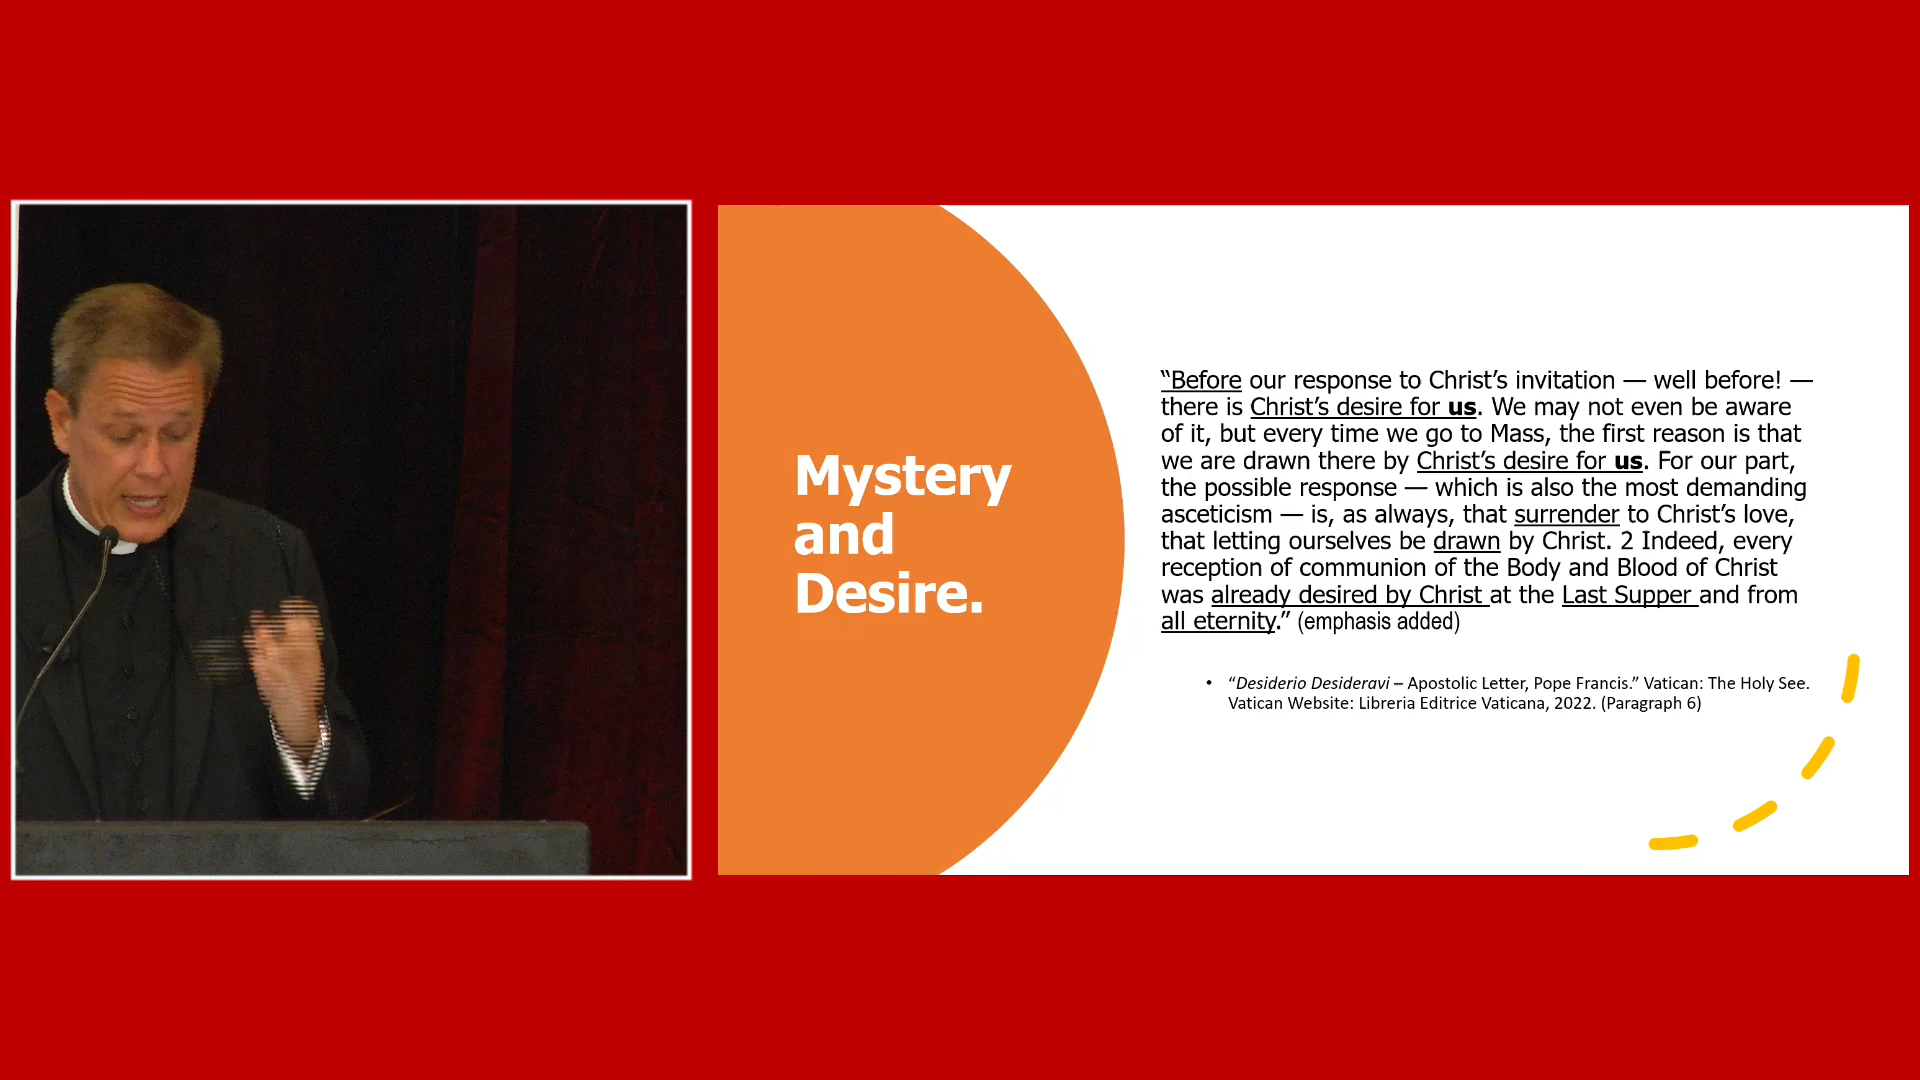 Mystery
and
Desire.
“Before our response to Christ’s invitation — well before! —
there is Christ’s desire for us. We may not even be aware
of it, but every time we go to Mass, the first reason is that
we are drawn there by Christ’s desire for us. For our part,
the possible response — which is also the most demanding
asceticism — is, as always, that surrender to Christ’s love,
that letting ourselves be drawn by Christ. 2 Indeed, every
reception of communion of the Body and Blood of Christ
was already desired by Christ at the Last Supper and from
all eternity.” (emphasis added)
• “Desiderio Desideravi – Apostolic Letter, Pope Francis.” Vatican: The Holy See.
Vatican Website: Libreria Editrice Vaticana, 2022. (Paragraph 6)